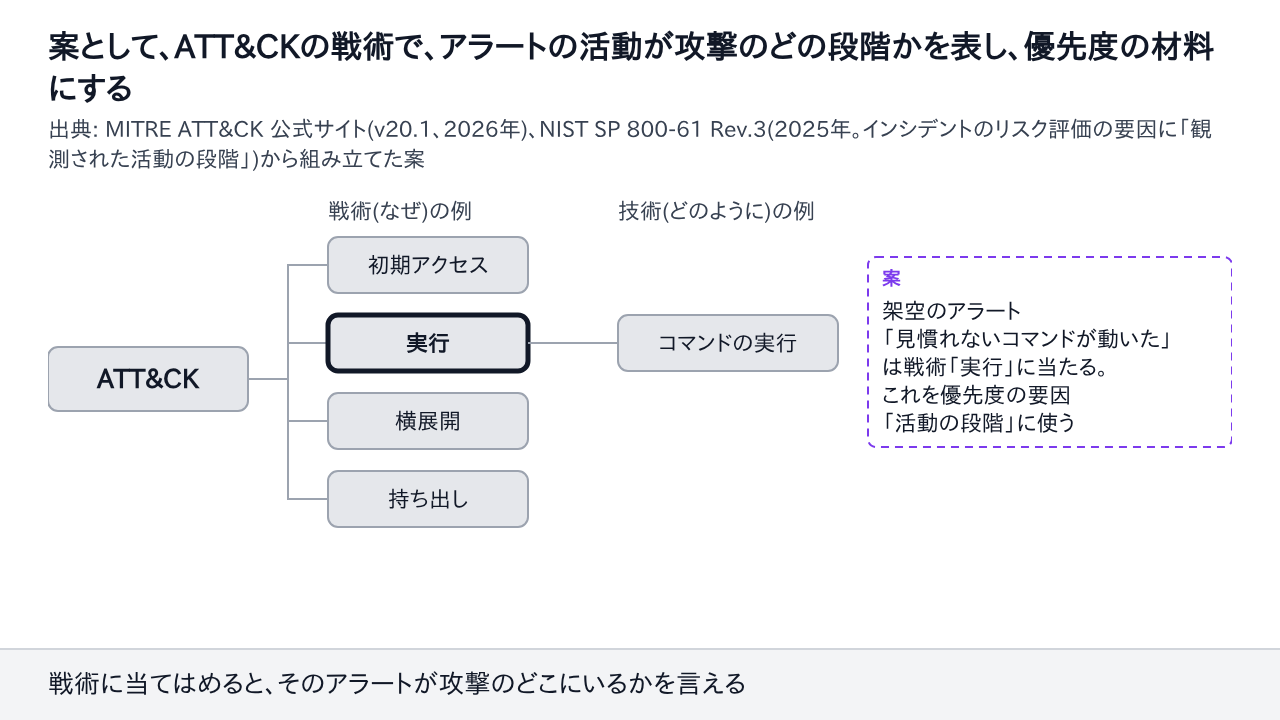 案として、ATT&CKの戦術で、アラートの活動が攻撃のどの段階かを表し、優先度の材料
にする
出典: MITRE ATT&CK 公式サイト(v20.1、2026年)、NIST SP 800-61 Rev.3(2025年。インシデントのリスク評価の要因に「観
測された活動の段階」)から組み立てた案
戦術(なぜ)の例
技術(どのように)の例
初期アクセス
案
架空のアラート
「見慣れないコマンドが動いた」
は戦術「実行」に当たる。
これを優先度の要因
「活動の段階」に使う
実行
コマンドの実行
ATT&CK
横展開
持ち出し
戦術に当てはめると、そのアラートが攻撃のどこにいるかを言える